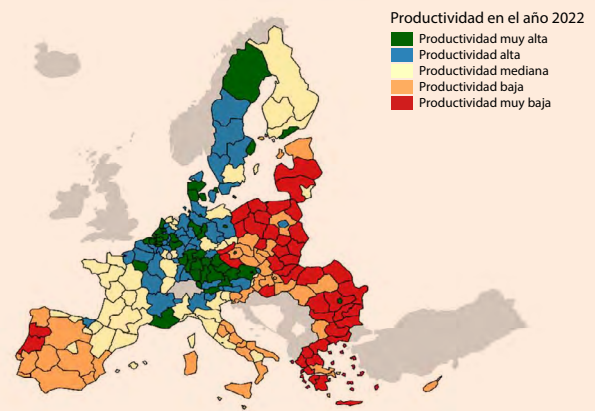 Productividad en el año 2022
Productividad muy alta
Productividad alta
Productividad mediana
Productividad baja
Productividad muy baja